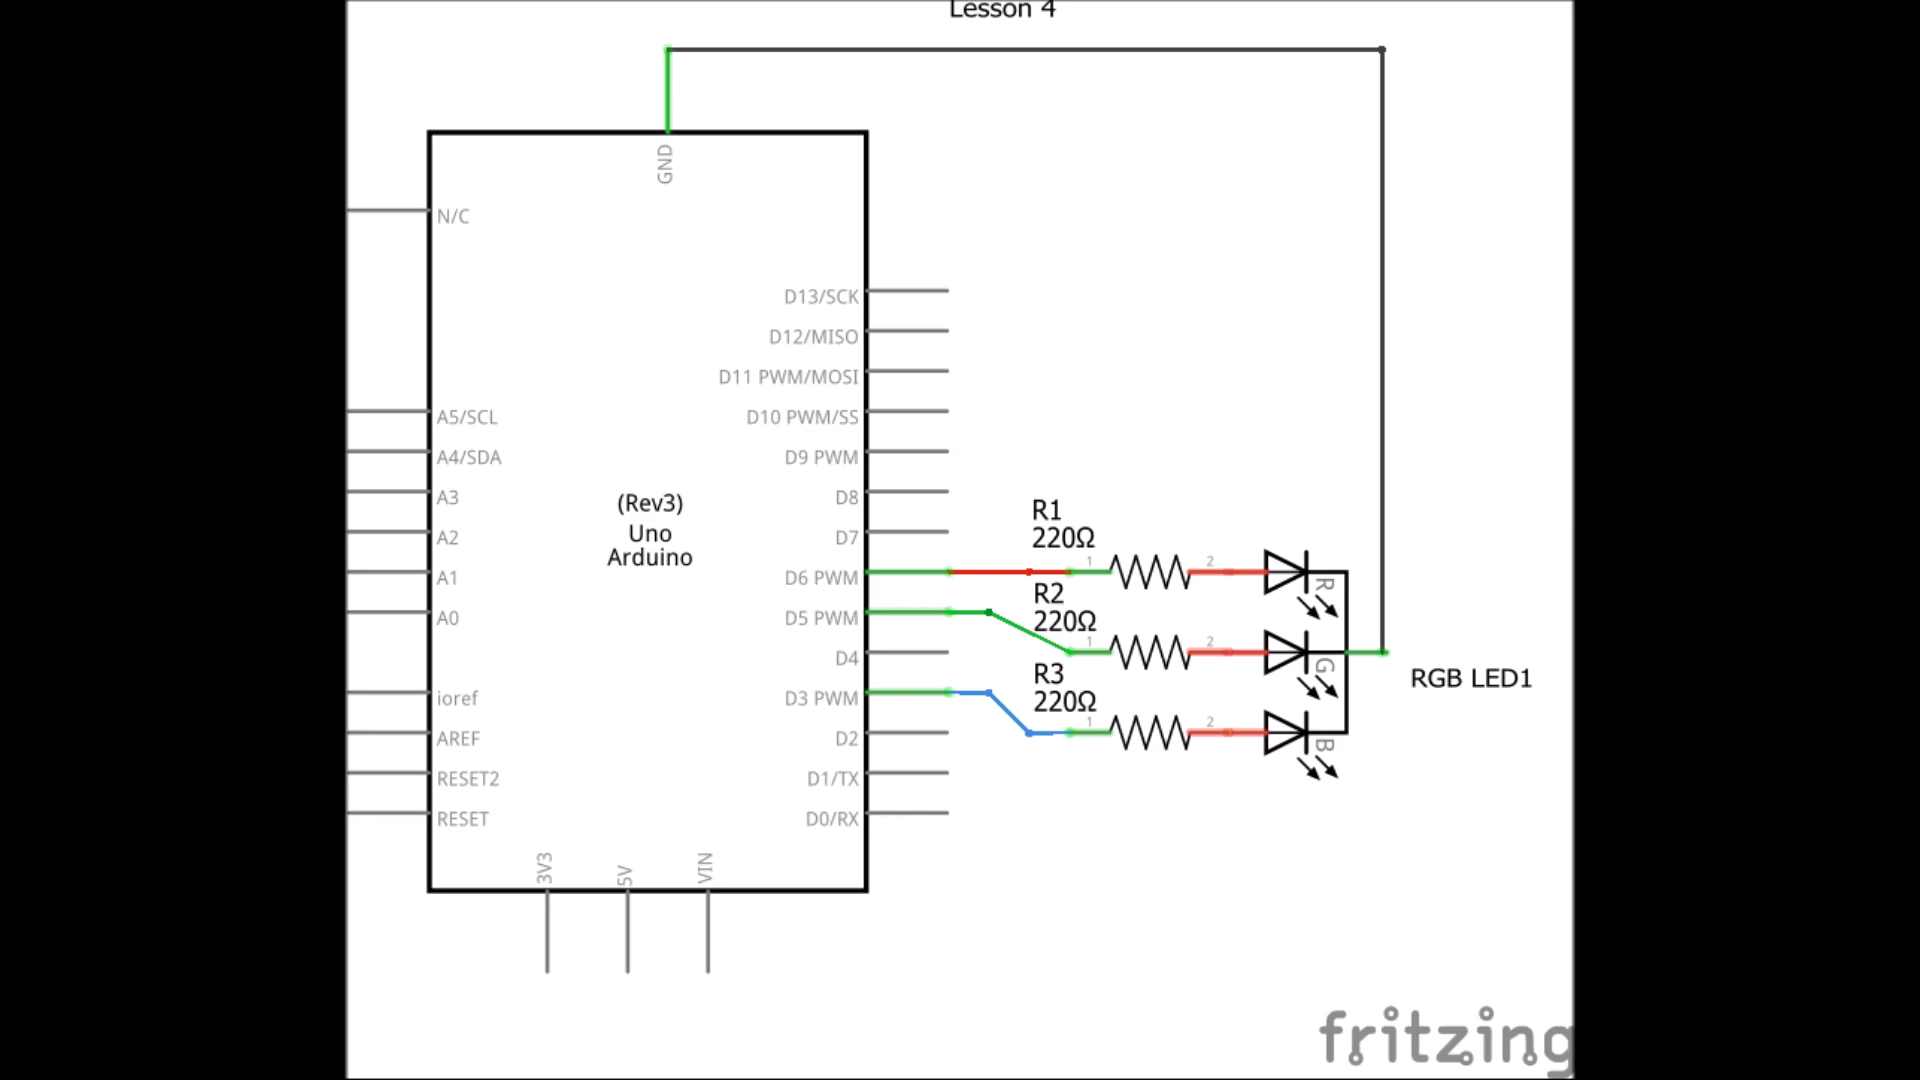 Lesson 4
GND
N/C
D13/SCK
D12/MISO
D11 PWM/MOSI
A5/SCL
D10 PWM/SS
A4/SDA
D9 PWM
A3
D8
(Rev3)
Uno
Arduino
A2
D7
A1
D6 PWM
A0
D5 PWM
D4
ioref
D3 PWM
AREF
D2
RESET2
D1/TX
RESET
D0/RX
3V3
5V
VIN
R1
220Ω
1
2
R
R2
220Ω
1
2
G
R3
220Ω
1
2
B
RGB LED1
fritzing